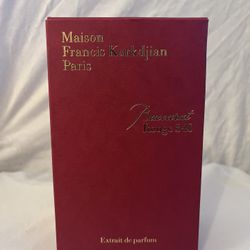 Maison
Francis Kurkdjian
Paris
Baccarat
Rouge 540
Extrait de parfum